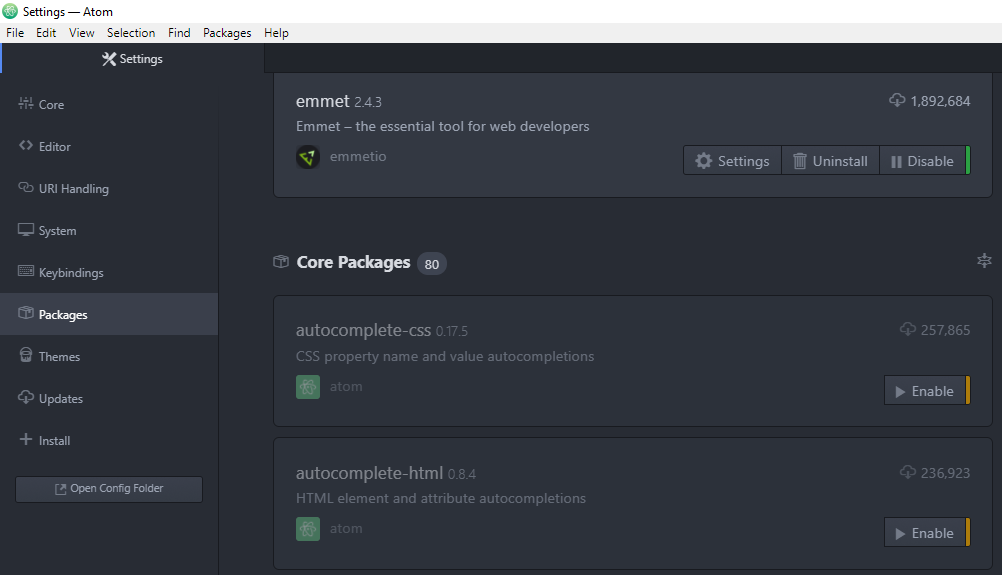 Settings — Atom
File Edit View Selection Find Packages Help
Settings
Core
Editor
URI Handling
System
Keybindings
Packages
Themes
Updates
Install
Open Config Folder
emmet 2.4.3 1,892,684
Emmet – the essential tool for web developers
emmetio
Settings Uninstall Disable
Core Packages 80
autocomplete-css 0.17.5 257,865
CSS property name and value autocompletions
atom
Enable
autocomplete-html 0.8.4 236,923
HTML element and attribute autocompletions
atom
Enable